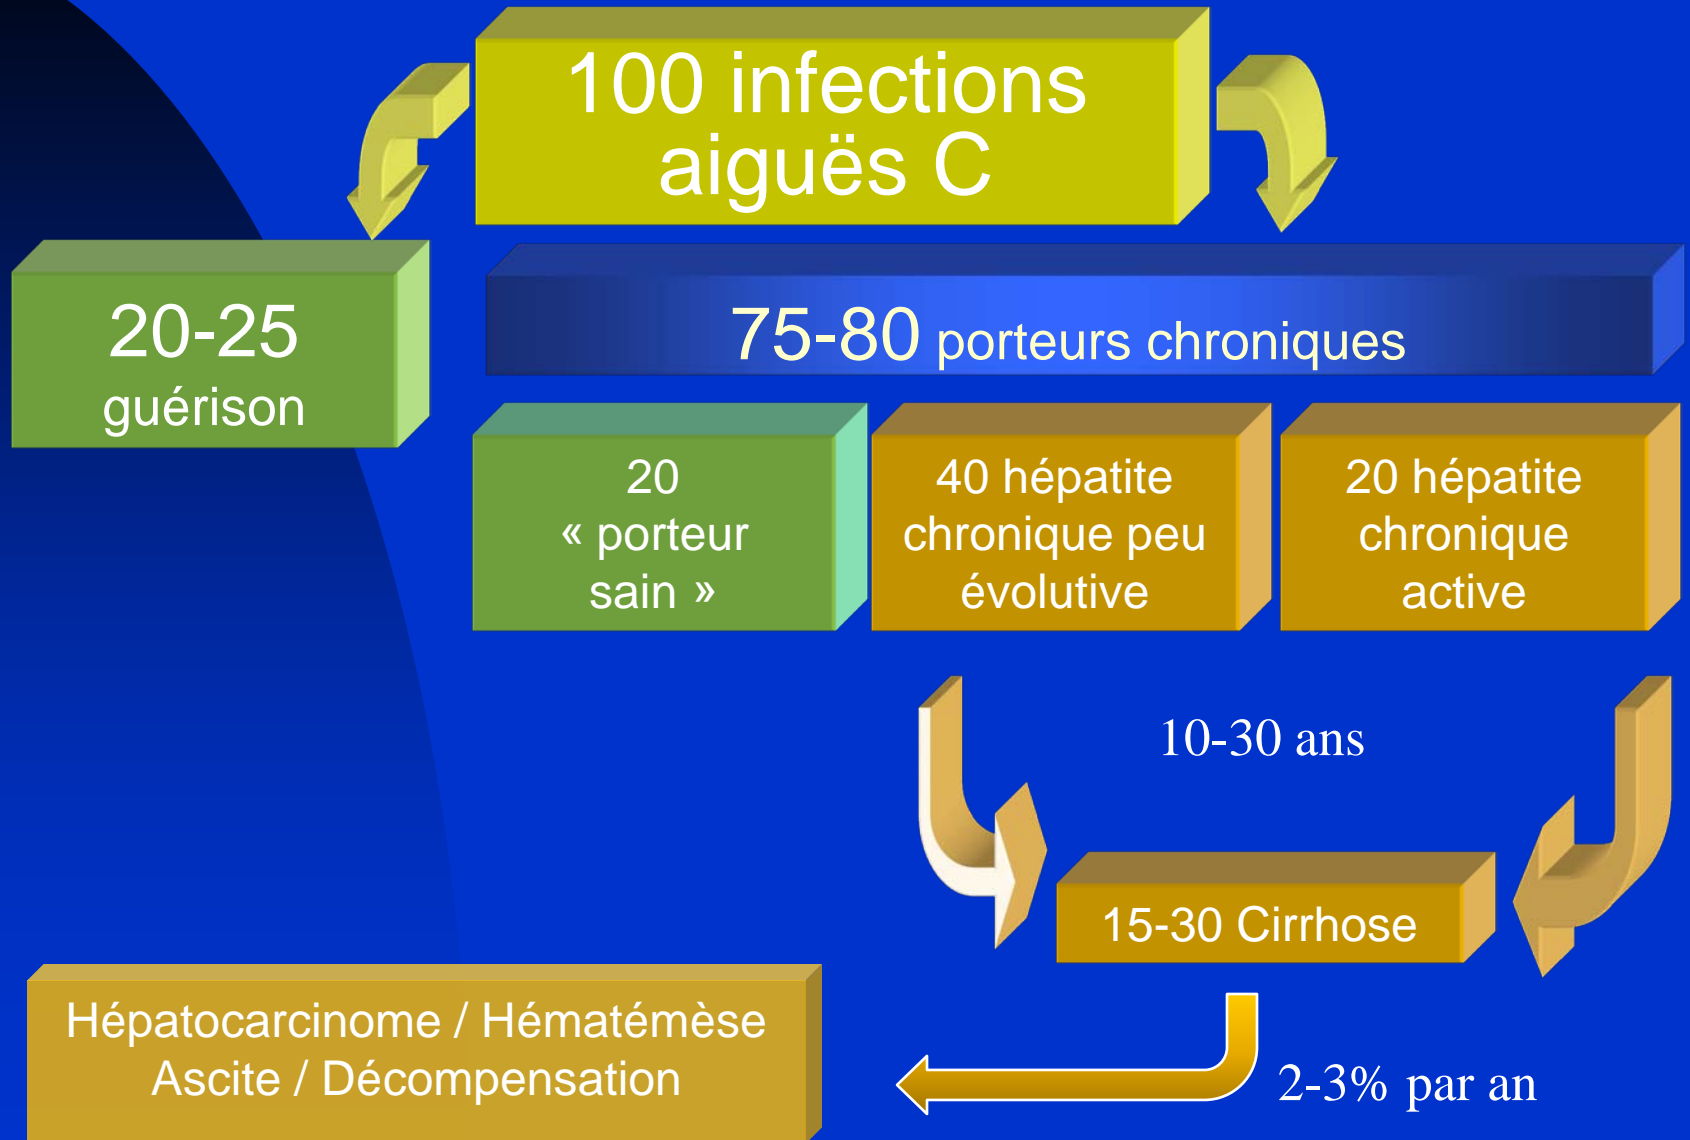 100 infections
aiguës C
20-25
guérison
75-80 porteurs chroniques
20
« porteur
sain »
40 hépatite
chronique peu
évolutive
20 hépatite
chronique
active
10-30 ans
15-30 Cirrhose
Hépatocarcinome / Hématémèse
Ascite / Décompensation
2-3% par an